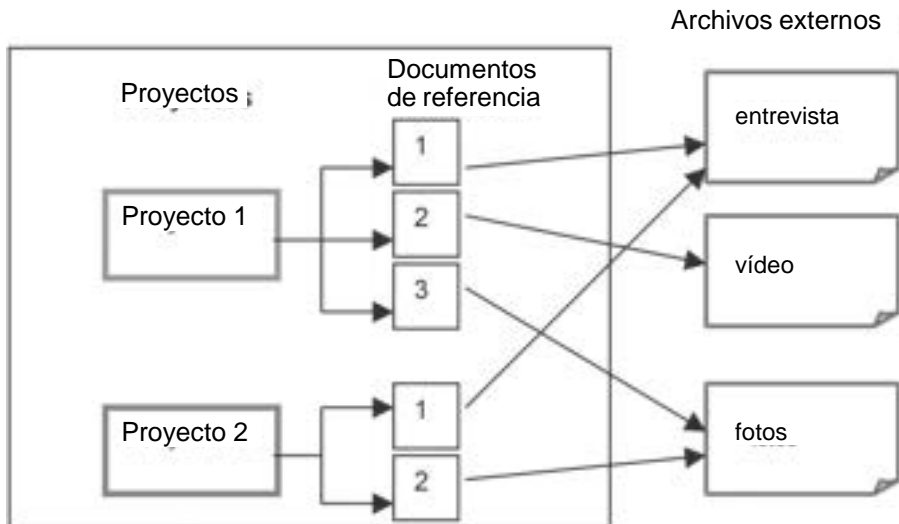 Archivos externos
Proyectos
Documentos
de referencia
Proyecto 1
1
2
3
entrevista
vídeo
Proyecto 2
1
2
fotos